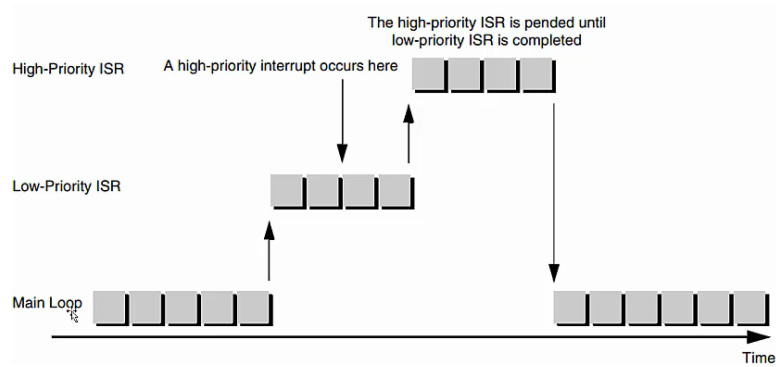 The high-priority ISR is pended until
low-priority ISR is completed
High-Priority ISR
A high-priority interrupt occurs here
Low-Priority ISR
Main Loop
Time